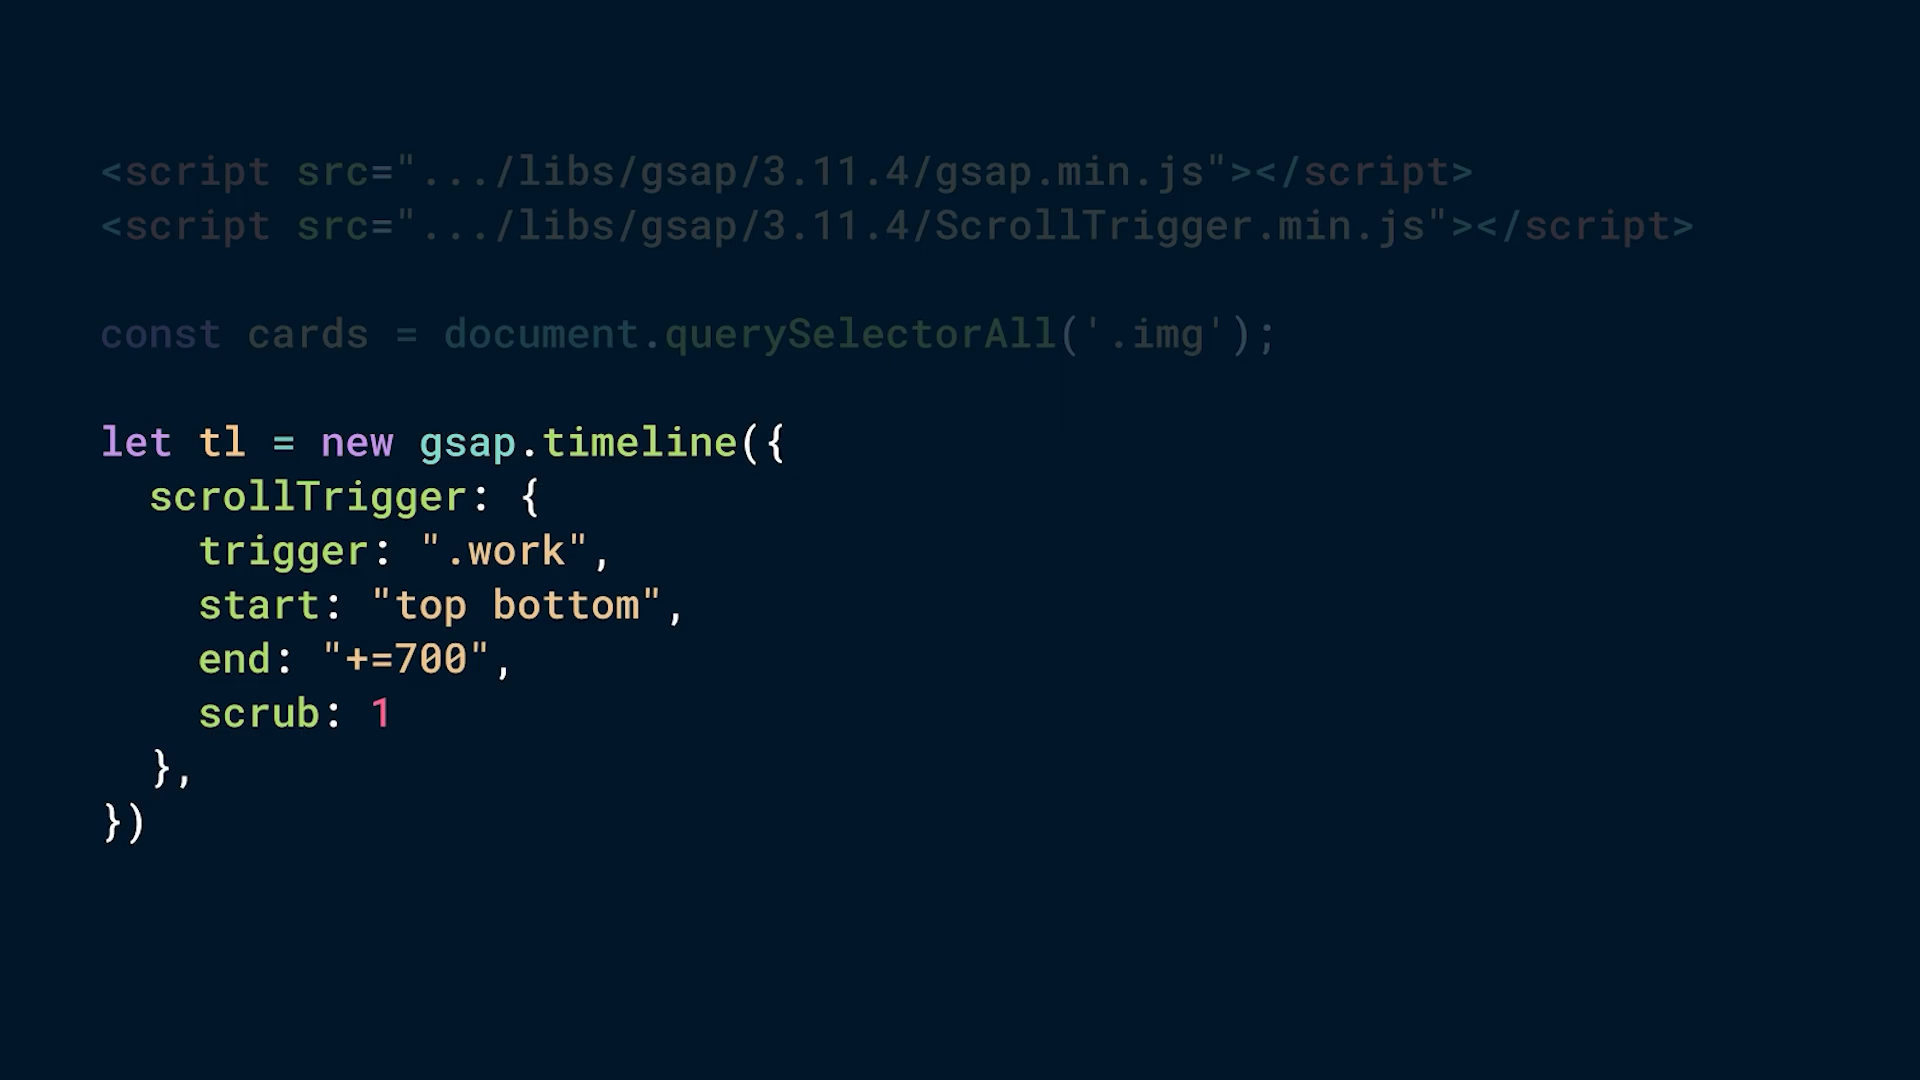 <script src=".../libs/gsap/3.11.4/gsap.min.js"></script>
<script src=".../libs/gsap/3.11.4/ScrollTrigger.min.js"></script>
const cards = document.querySelectorAll('.img');
let tl = new gsap.timeline({
  scrollTrigger: {
    trigger: ".work",
    start: "top bottom",
    end: "+=700",
    scrub: 1
  },
})